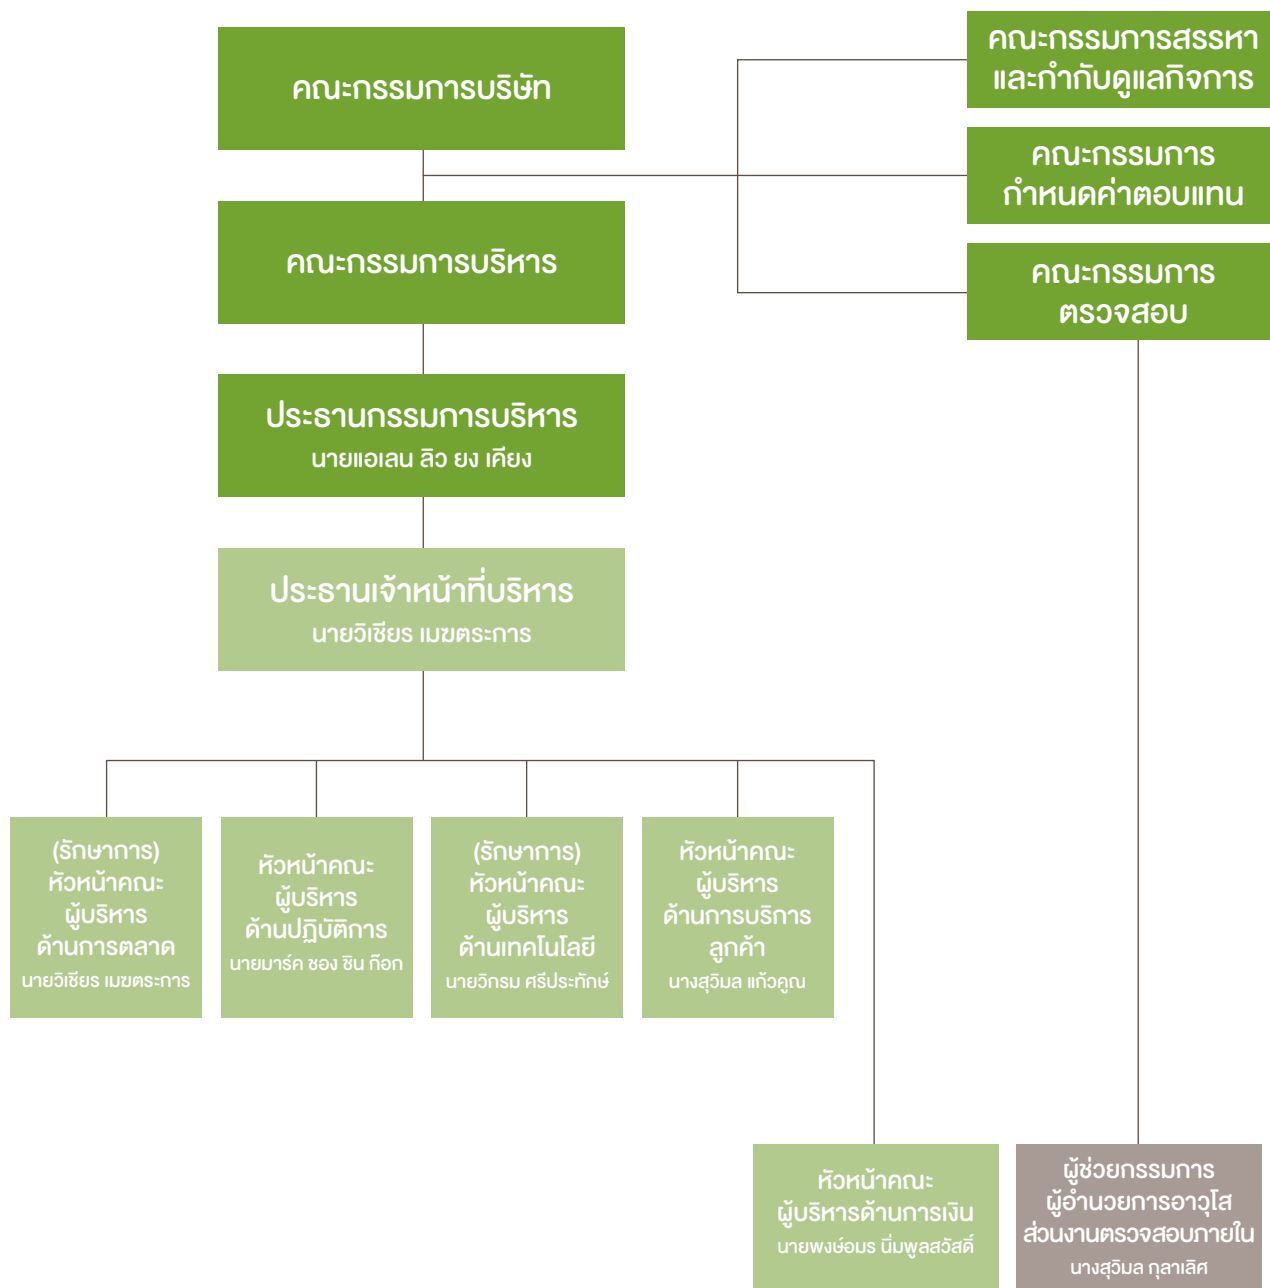 คณะกรรมการบริษัท
คณะกรรมการสรรหา
และกำกับดูแลกิจการ
คณะกรรมการ
กำหนดค่าตอบแทน
คณะกรรมการ
ตรวจสอบ
คณะกรรมการบริหาร
ประธานกรรมการบริหาร
นายแอเลน ลิว ยง เคียง
ประธานเจ้าหน้าที่บริหาร
นายวิเชียร เมฆตระการ
(รักษาการ)
หัวหน้าคณะ
ผู้บริหาร
ด้านการตลาด
นายวิเชียร เมฆตระการ
หัวหน้าคณะ
ผู้บริหาร
ด้านปฏิบัติการ
นายมาร์ค ชอง ชิน ก๊อก
(รักษาการ)
หัวหน้าคณะ
ผู้บริหาร
ด้านเทคโนโลยี
นายวิกรม ศรีประทักษ์
หัวหน้าคณะ
ผู้บริหาร
ด้านการบริการ
ลูกค้า
นางสุวิมล แก้วคูณ
หัวหน้าคณะ
ผู้บริหารด้านการเงิน
นายพงษ์อมร นิ่มพูลสวัสดิ์
ผู้ช่วยกรรมการ
ผู้อำนวยการอาวุโส
ส่วนงานตรวจสอบภายใน
นางสุวิมล กุลาเลิศ